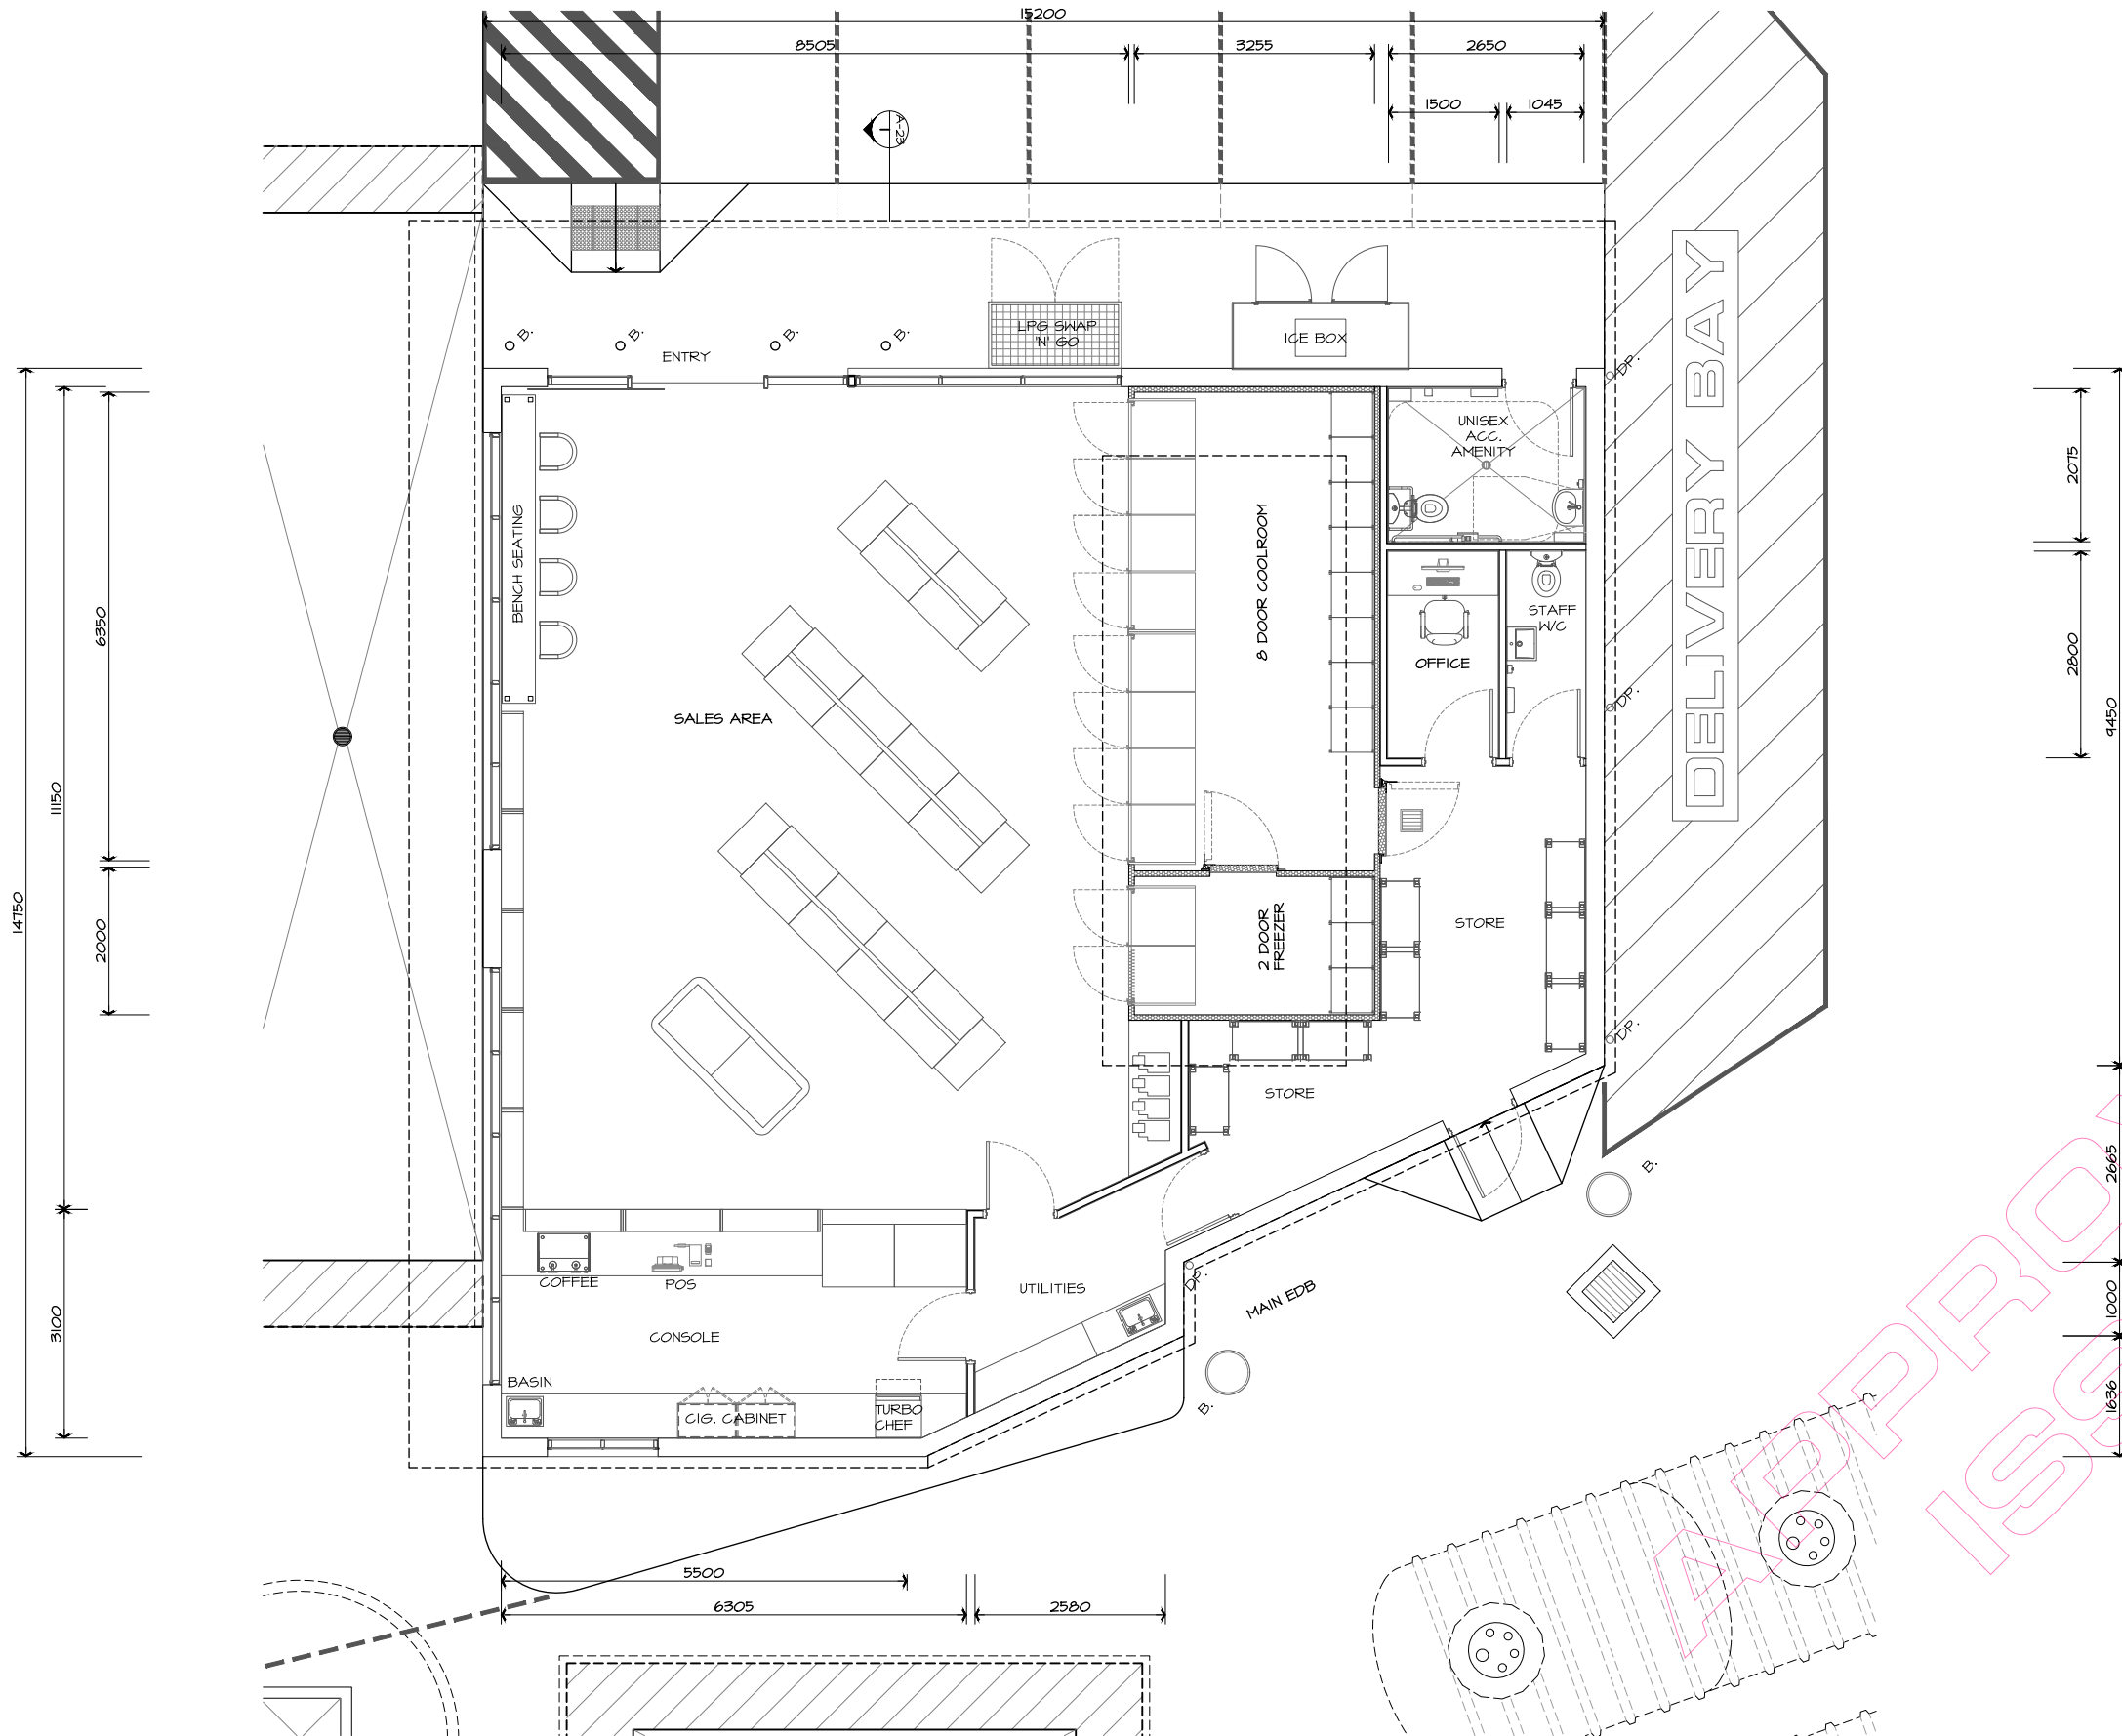 15200
8505
3255
2650
1500
1045
A-23
1
B.
B.
B.
B.
ENTRY
LPG SWAP
'N' GO
ICE BOX
DP.
UNISEX
ACC.
AMENITY
BENCH SEATING
8 DOOR COOLROOM
STAFF
W/C
OFFICE
SALES AREA
DP.
DELIVERY BAY
2 DOOR
FREEZER
STORE
DP.
STORE
COFFEE
POS
UTILITIES
DP.
MAIN EDB
B.
CONSOLE
BASIN
CIG. CABINET
TURBO
CHEF
B.
14750
11150
3100
6350
2000
2075
2800
9450
2665
1000
1636
5500
6305
2580